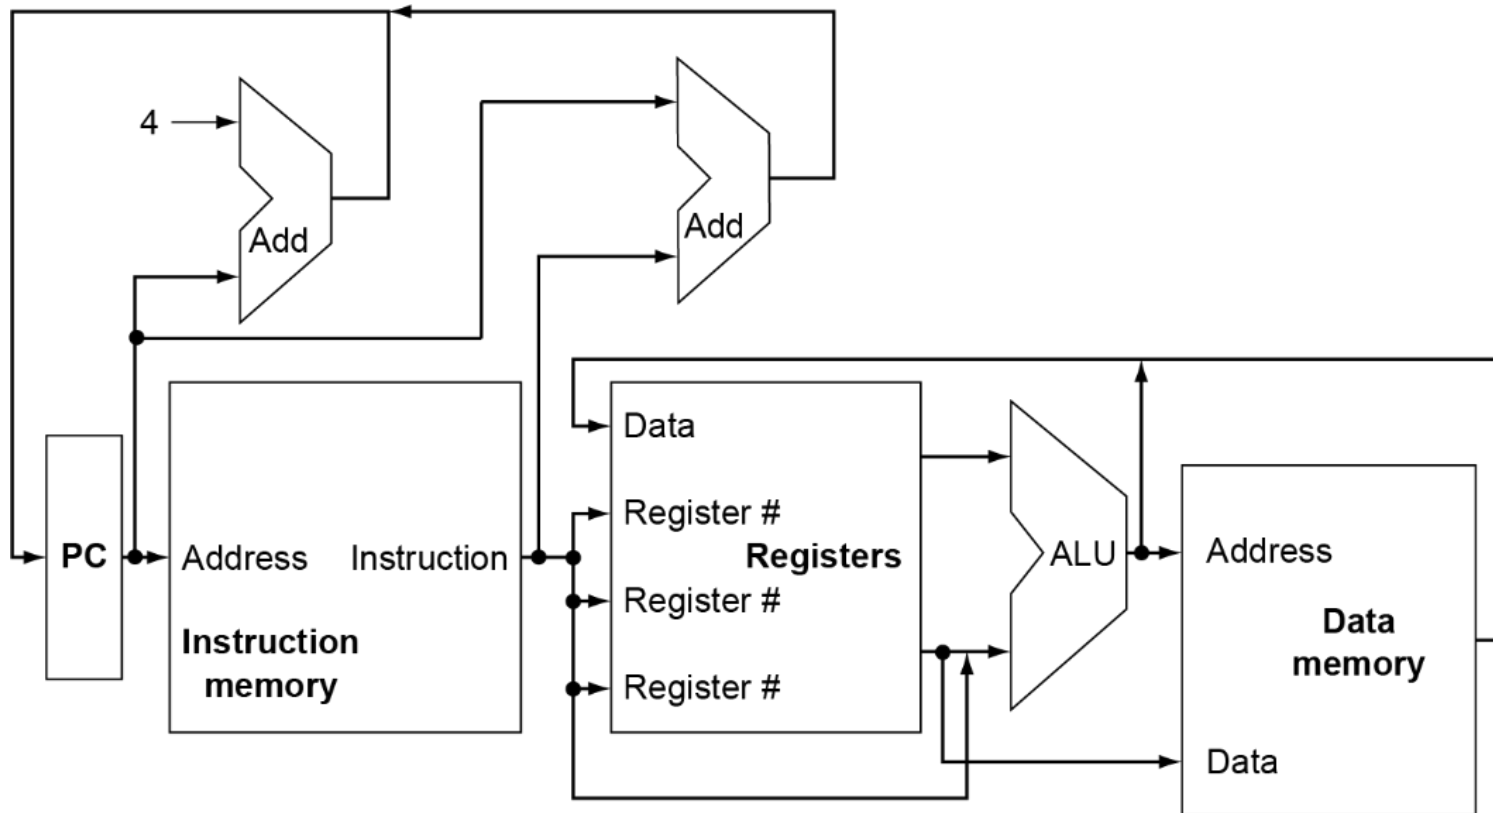 4
Add
Add
Data
Register #
PC
Address
Instruction
Registers
ALU
Address
Register #
Data
memory
Instruction
memory
Register #
Data